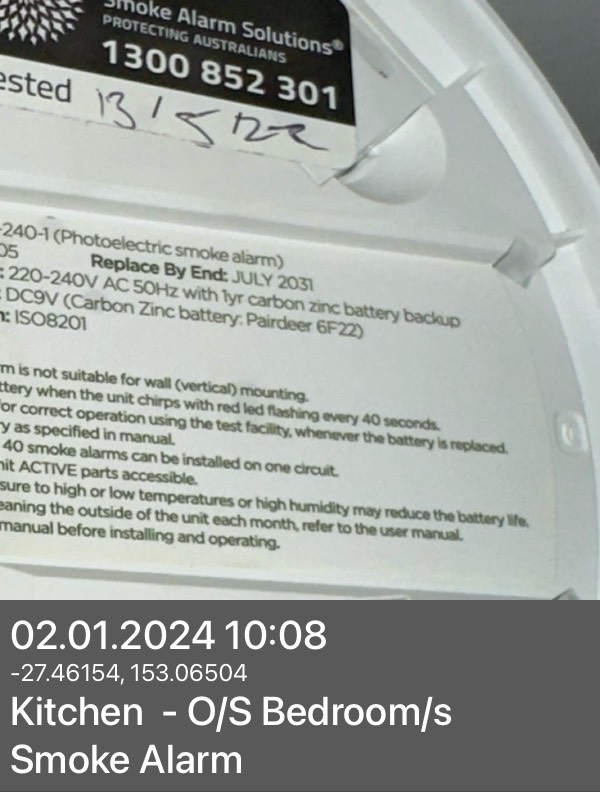 Smoke Alarm Solutions®
PROTECTING AUSTRALIANS
1300 852 301
ested 13/5/22
-240-1 (Photoelectric smoke alarm)
05
Replace By End: JULY 2031
: 220-240V AC 50Hz with 1yr carbon zinc battery backup
: DC9V (Carbon Zinc battery: Pairdeer 6F22)
n: ISO8201
m is not suitable for wall (vertical) mounting.
ttery when the unit chirps with red led flashing every 40 seconds.
or correct operation using the test facility, whenever the battery is replaced.
y as specified in manual.
40 smoke alarms can be installed on one circuit.
nit ACTIVE parts accessible.
sure to high or low temperatures or high humidity may reduce the battery life.
eaning the outside of the unit each month, refer to the user manual.
manual before installing and operating.
02.01.2024 10:08
-27.46154, 153.06504
Kitchen - O/S Bedroom/s
Smoke Alarm